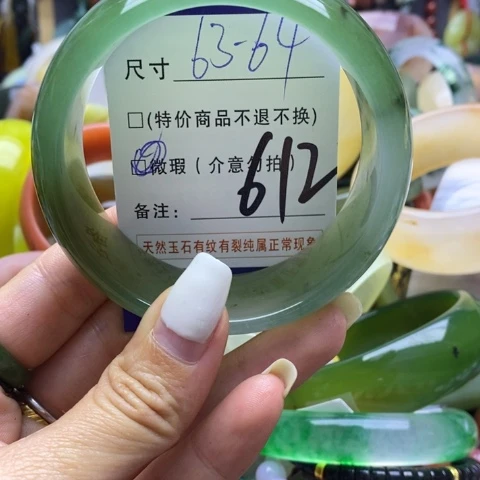 尺寸 63-64
□(特价商品不退不换)
☑微瑕(介意勿拍)
612
备注:
天然玉石有纹有裂纯属正常现象